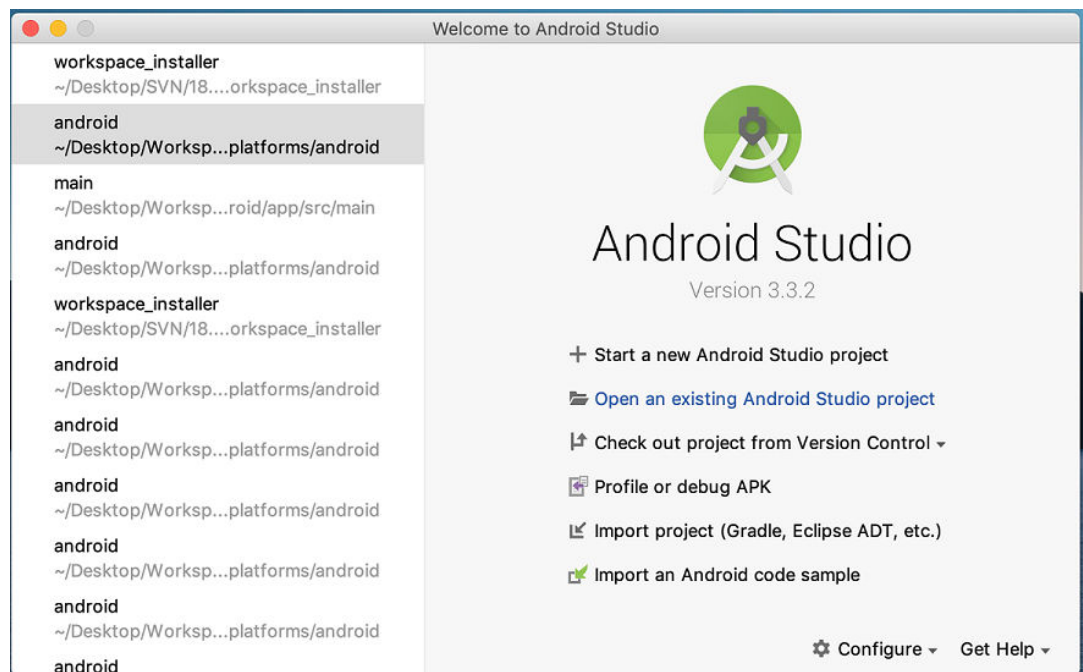 Welcome to Android Studio
workspace_installer
~/Desktop/SVN/18....orkspace_installer
android
~/Desktop/Worksp...platforms/android
main
~/Desktop/Worksp...roid/app/src/main
android
~/Desktop/Worksp...platforms/android
workspace_installer
~/Desktop/SVN/18....orkspace_installer
android
~/Desktop/Worksp...platforms/android
android
~/Desktop/Worksp...platforms/android
android
~/Desktop/Worksp...platforms/android
android
~/Desktop/Worksp...platforms/android
android
~/Desktop/Worksp...platforms/android
android
Android Studio
Version 3.3.2
Start a new Android Studio project
Open an existing Android Studio project
Check out project from Version Control
Profile or debug APK
Import project (Gradle, Eclipse ADT, etc.)
Import an Android code sample
Configure Get Help